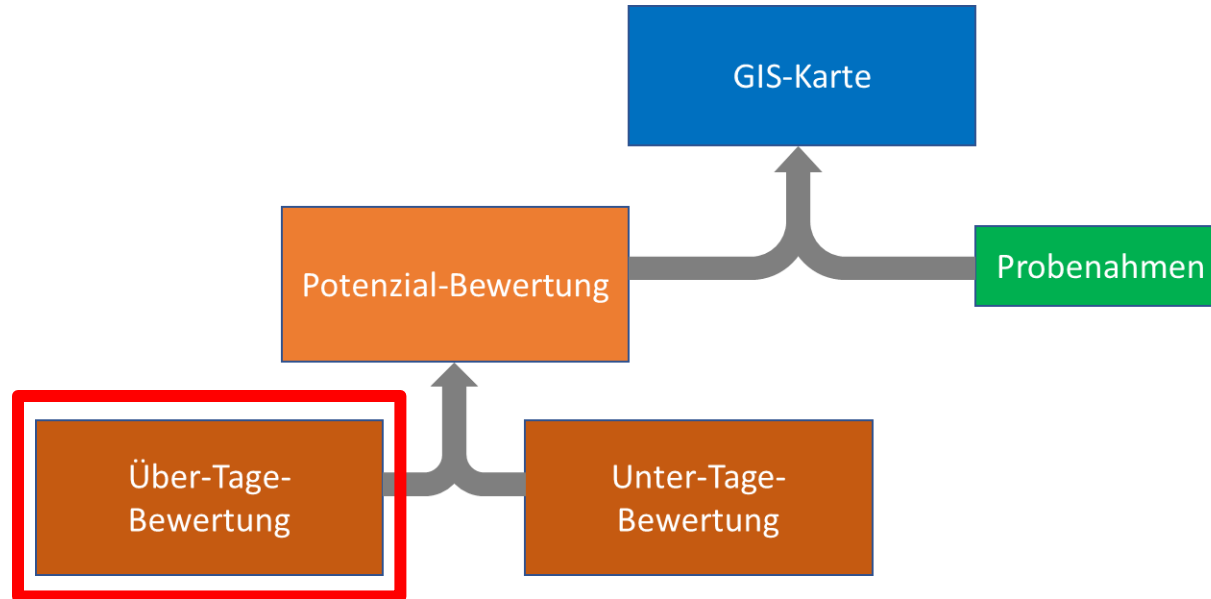 GIS-Karte
Potenzial-Bewertung
Probenahmen
Über-Tage-
Bewertung
Unter-Tage-
Bewertung